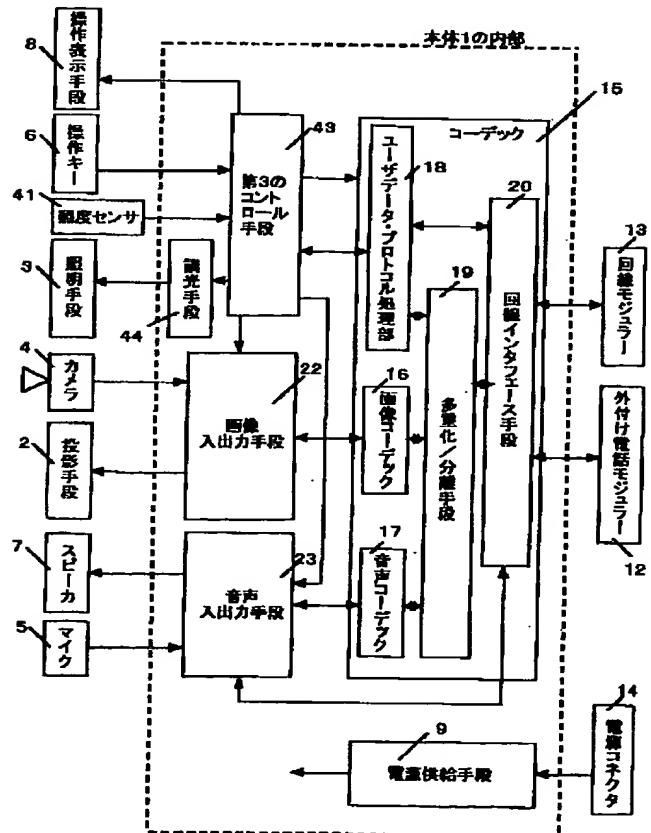 本体1の内部
8
操作表示手段
6
操作キー
41
照度センサ
3
照明手段
44
調光手段
4
カメラ
2
投影手段
7
スピーカ
5
マイク
43
第3の
コント
ロール
手段
22
画像
入出力手段
23
音声
入出力手段
15
コーデック
18
ユーザデータ・プロトコル処理部
16
画像コーデック
17
音声コーデック
19
多重化/分離手段
20
回線インタフェース手段
13
回線モジュラー
外付け電話モジュラー
12
9
電源供給手段
14
電源コネクタ